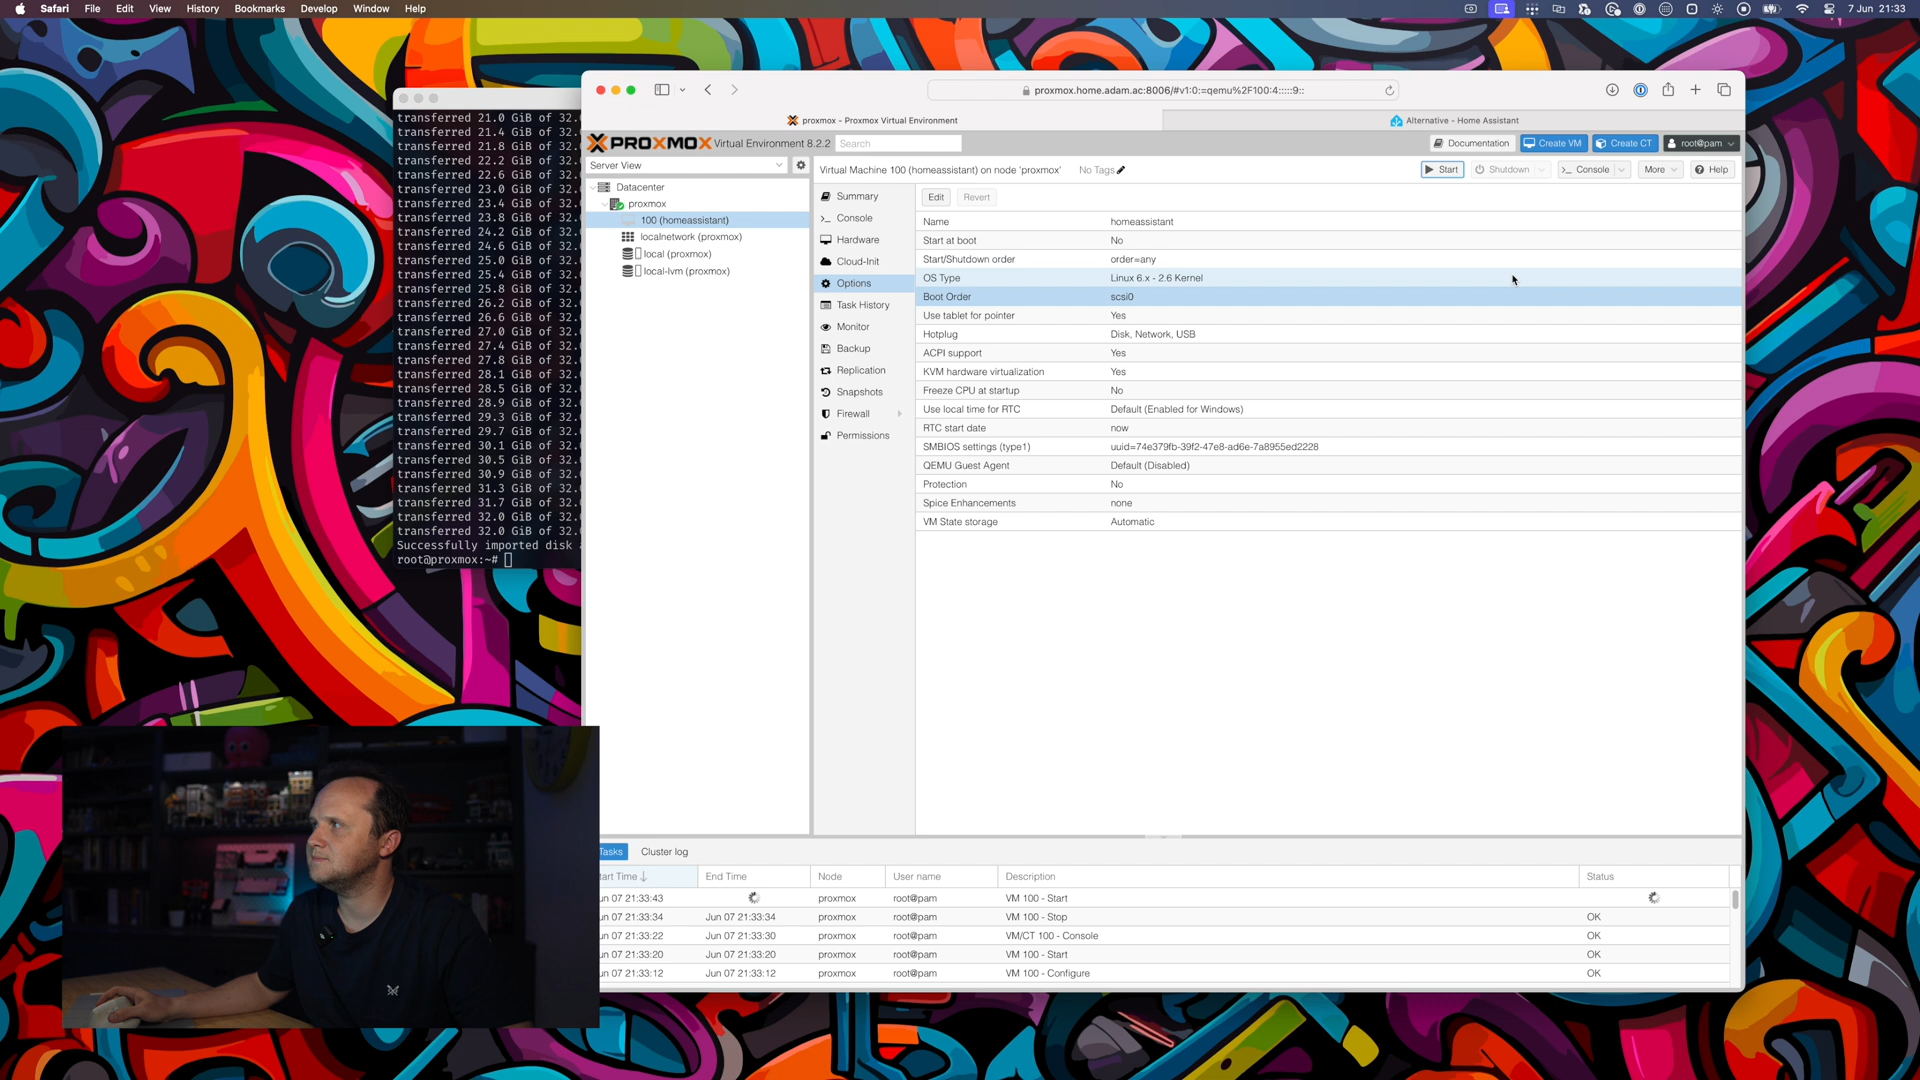 Safari File Edit View History Bookmarks Develop Window Help
7 Jun 21:33
proxmox.home.adam.ac:8006/#v1:0:=qemu%2F100:4:::::9::
proxmox - Proxmox Virtual Environment
Alternative - Home Assistant
transferred 21.0 GiB of 32.
transferred 21.4 GiB of 32.
transferred 21.8 GiB of 32.
transferred 22.2 GiB of 32.
transferred 22.6 GiB of 32.
transferred 23.0 GiB of 32.
transferred 23.4 GiB of 32.
transferred 23.8 GiB of 32.
transferred 24.2 GiB of 32.
transferred 24.6 GiB of 32.
transferred 25.0 GiB of 32.
transferred 25.4 GiB of 32.
transferred 25.8 GiB of 32.
transferred 26.2 GiB of 32.
transferred 26.6 GiB of 32.
transferred 27.0 GiB of 32.
transferred 27.4 GiB of 32.
transferred 27.8 GiB of 32.
transferred 28.1 GiB of 32.
transferred 28.5 GiB of 32.
transferred 28.9 GiB of 32.
transferred 29.3 GiB of 32.
transferred 29.7 GiB of 32.
transferred 30.1 GiB of 32.
transferred 30.5 GiB of 32.
transferred 30.9 GiB of 32.
transferred 31.3 GiB of 32.
transferred 31.7 GiB of 32.
transferred 32.0 GiB of 32.
transferred 32.0 GiB of 32.
Successfully imported disk
root@proxmox:~#
PROXMOX Virtual Environment 8.2.2 Search
Documentation Create VM Create CT root@pam
Server View
Datacenter
proxmox
100 (homeassistant)
localnetwork (proxmox)
local (proxmox)
local-lvm (proxmox)
Virtual Machine 100 (homeassistant) on node 'proxmox' No Tags
Start Shutdown Console More Help
Summary
Console
Hardware
Cloud-Init
Options
Task History
Monitor
Backup
Replication
Snapshots
Firewall
Permissions
Edit Revert
Name homeassistant
Start at boot No
Start/Shutdown order order=any
OS Type Linux 6.x - 2.6 Kernel
Boot Order scsi0
Use tablet for pointer Yes
Hotplug Disk, Network, USB
ACPI support Yes
KVM hardware virtualization Yes
Freeze CPU at startup No
Use local time for RTC Default (Enabled for Windows)
RTC start date now
SMBIOS settings (type1) uuid=74e379fb-39f2-47e8-ad6e-7a8955ed2228
QEMU Guest Agent Default (Disabled)
Protection No
Spice Enhancements none
VM State storage Automatic
Tasks Cluster log
tart Time End Time Node User name Description Status
un 07 21:33:43 proxmox root@pam VM 100 - Start
un 07 21:33:34 Jun 07 21:33:34 proxmox root@pam VM 100 - Stop OK
un 07 21:33:22 Jun 07 21:33:30 proxmox root@pam VM/CT 100 - Console OK
un 07 21:33:20 Jun 07 21:33:20 proxmox root@pam VM 100 - Start OK
un 07 21:33:12 Jun 07 21:33:12 proxmox root@pam VM 100 - Configure OK